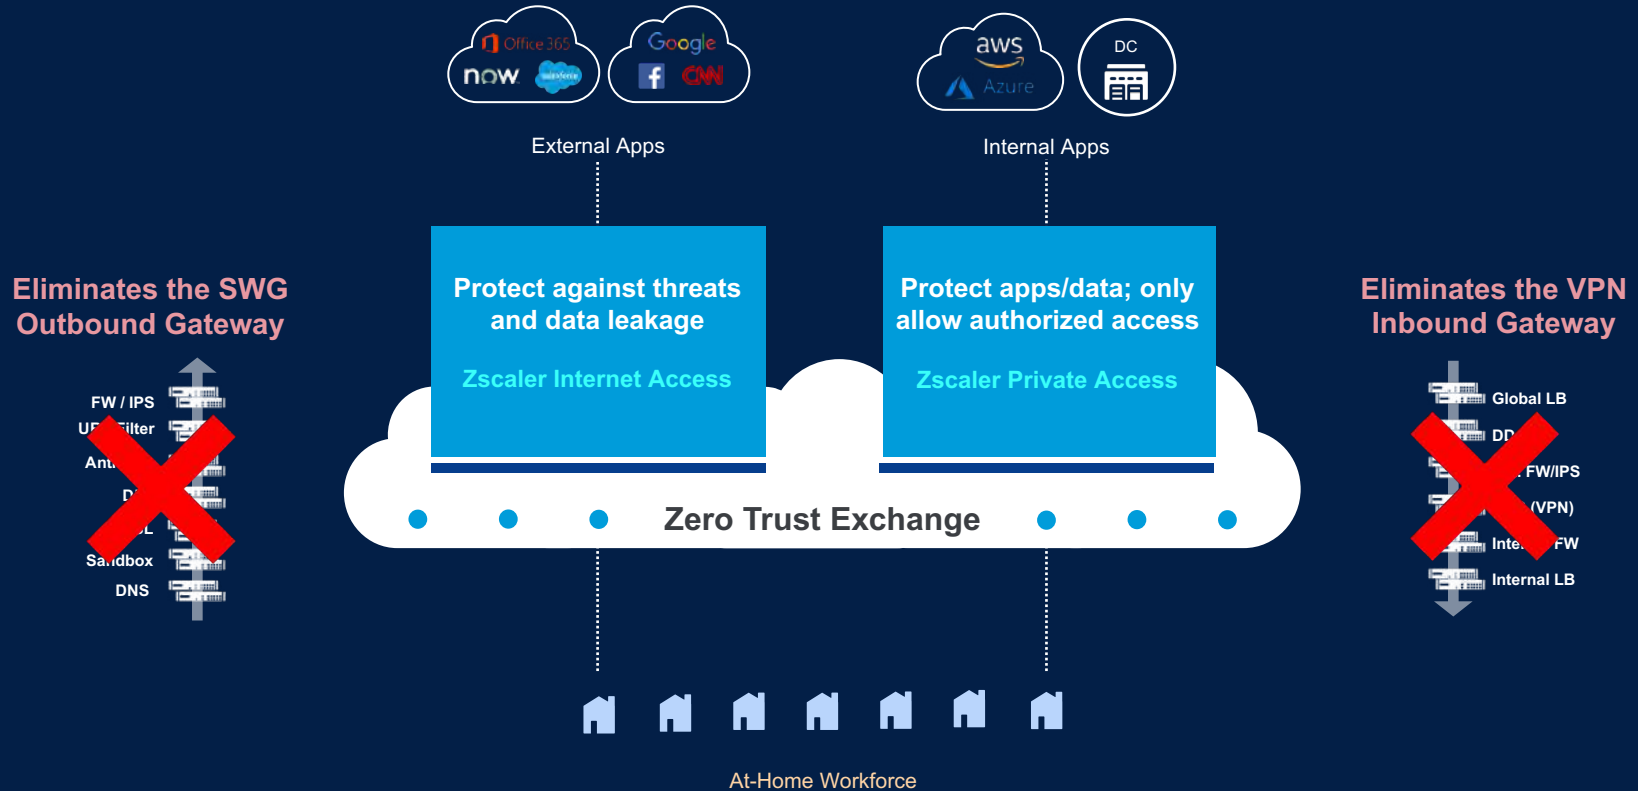 Office 365
now
salesforce
Google
f
CNN
aws
Azure
DC
External Apps
Internal Apps
Eliminates the SWG
Outbound Gateway
FW / IPS
Sandbox
DNS
Protect against threats
and data leakage
Zscaler Internet Access
Protect apps/data; only
allow authorized access
Zscaler Private Access
Zero Trust Exchange
Eliminates the VPN
Inbound Gateway
Global LB
FW/IPS
(VPN)
FW
Internal LB
At-Home Workforce